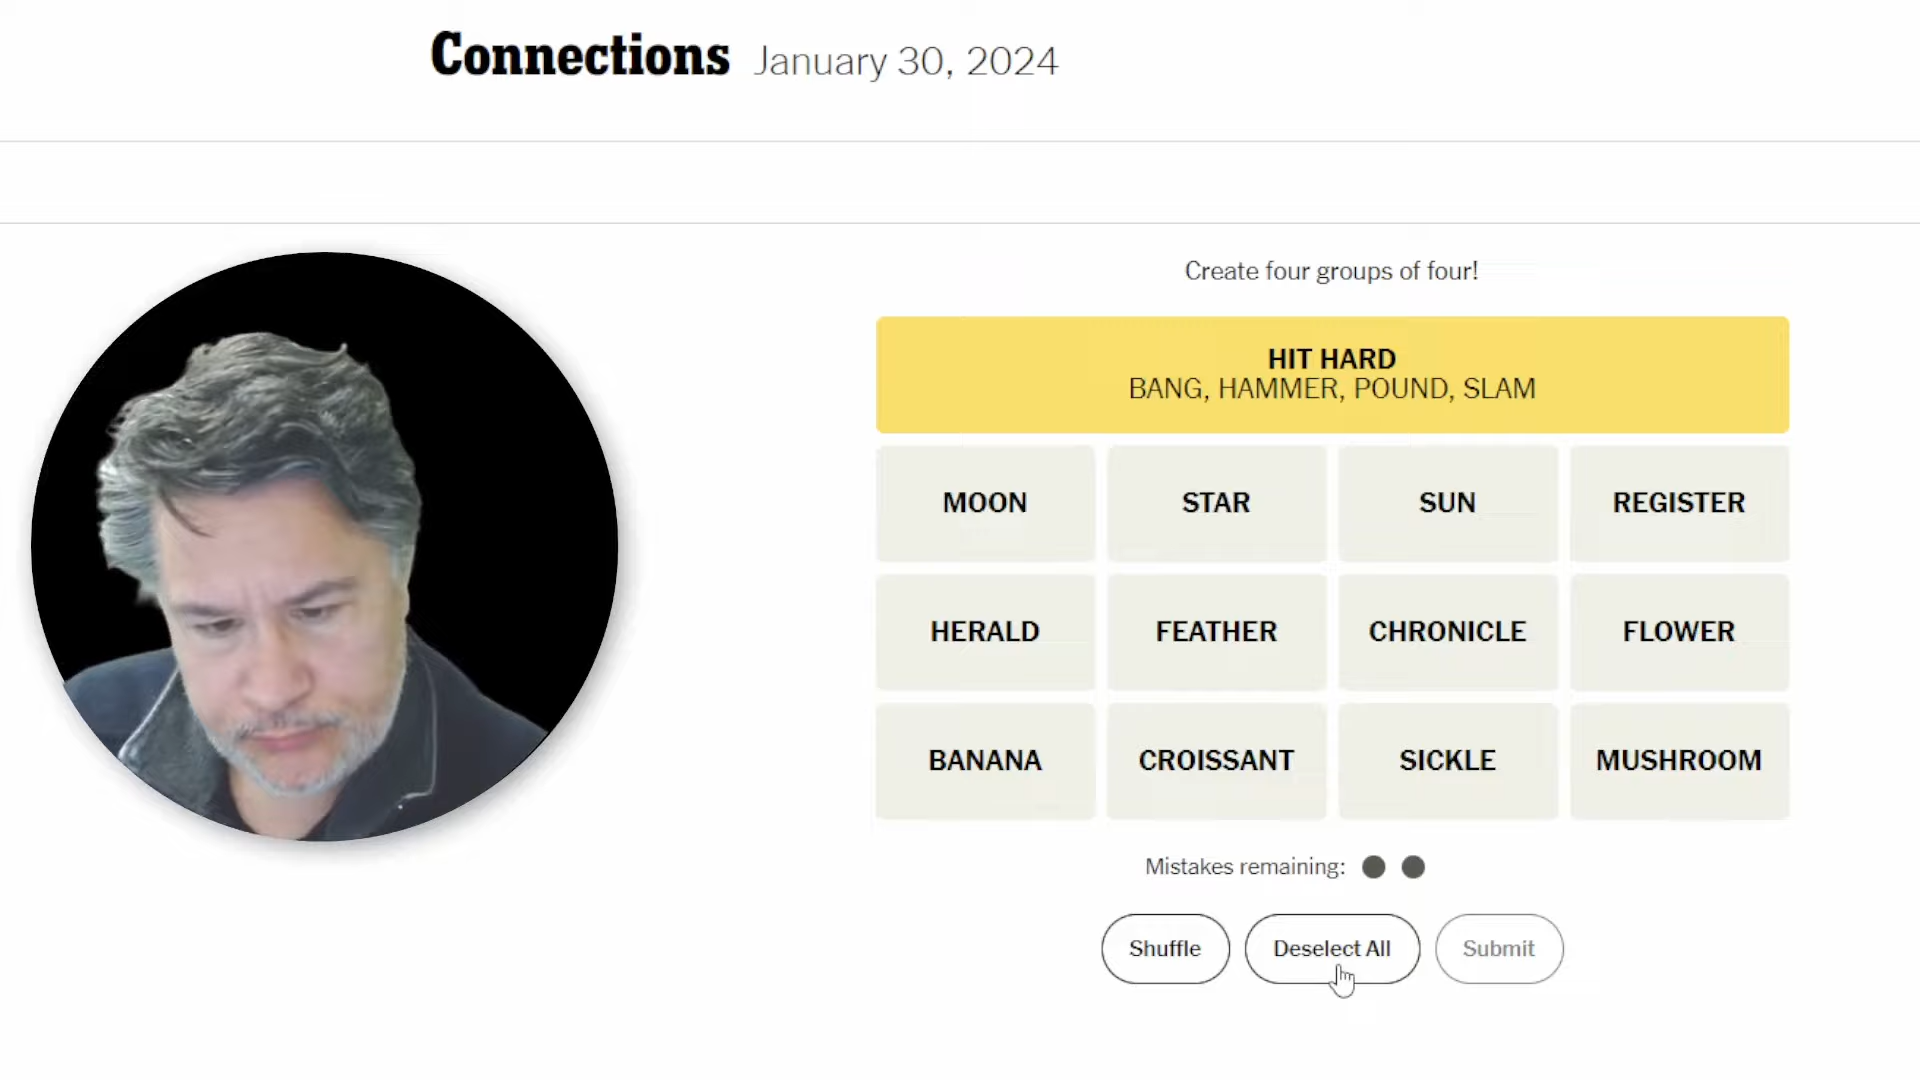 Connections January 30, 2024
Create four groups of four!
HIT HARD
BANG, HAMMER, POUND, SLAM
MOON STAR SUN REGISTER
HERALD FEATHER CHRONICLE FLOWER
BANANA CROISSANT SICKLE MUSHROOM
Mistakes remaining:
Shuffle Deselect All Submit